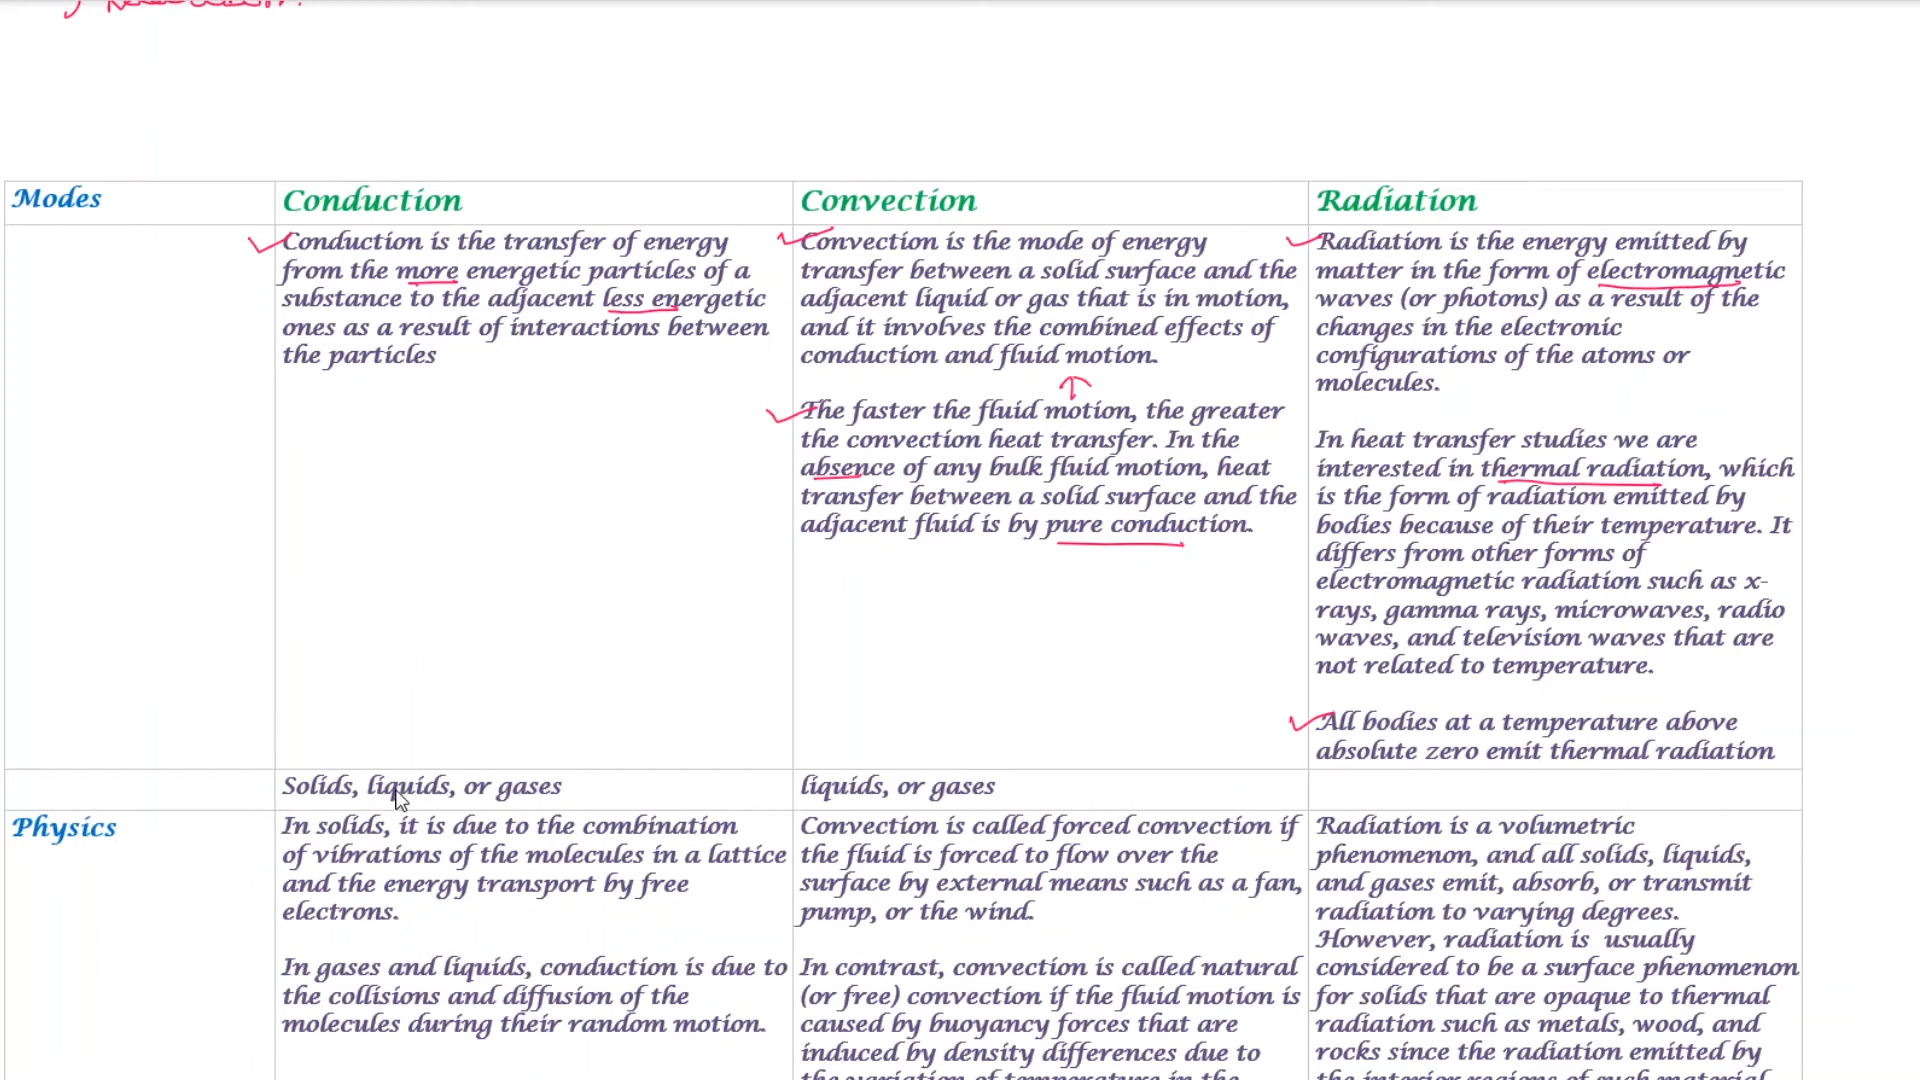 Modes
Conduction
Convection
Radiation
Conduction is the transfer of energy
from the more energetic particles of a
substance to the adjacent less energetic
ones as a result of interactions between
the particles
Convection is the mode of energy
transfer between a solid surface and the
adjacent liquid or gas that is in motion,
and it involves the combined effects of
conduction and fluid motion.
The faster the fluid motion, the greater
the convection heat transfer. In the
absence of any bulk fluid motion, heat
transfer between a solid surface and the
adjacent fluid is by pure conduction.
Radiation is the energy emitted by
matter in the form of electromagnetic
waves (or photons) as a result of the
changes in the electronic
configurations of the atoms or
molecules.
In heat transfer studies we are
interested in thermal radiation, which
is the form of radiation emitted by
bodies because of their temperature. It
differs from other forms of
electromagnetic radiation such as x-
rays, gamma rays, microwaves, radio
waves, and television waves that are
not related to temperature.
All bodies at a temperature above
absolute zero emit thermal radiation
Solids, liquids, or gases
liquids, or gases
Physics
In solids, it is due to the combination
of vibrations of the molecules in a lattice
and the energy transport by free
electrons.
In gases and liquids, conduction is due to
the collisions and diffusion of the
molecules during their random motion.
Convection is called forced convection if
the fluid is forced to flow over the
surface by external means such as a fan,
pump, or the wind.
In contrast, convection is called natural
(or free) convection if the fluid motion is
caused by buoyancy forces that are
induced by density differences due to
the variation of temperature in the
Radiation is a volumetric
phenomenon, and all solids, liquids,
and gases emit, absorb, or transmit
radiation to varying degrees.
However, radiation is usually
considered to be a surface phenomenon
for solids that are opaque to thermal
radiation such as metals, wood, and
rocks since the radiation emitted by
the interior regions of such material